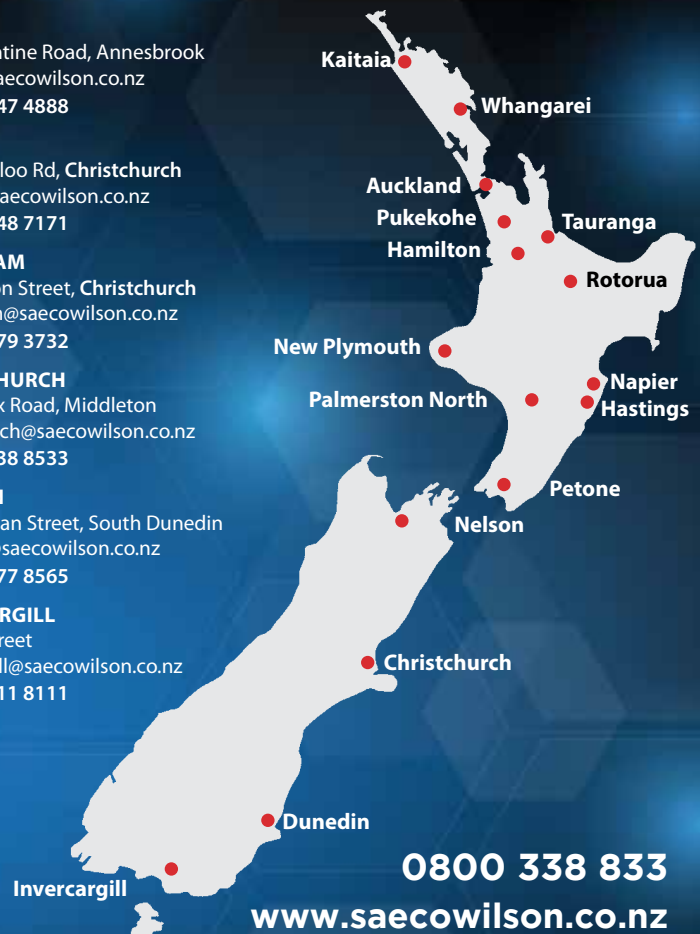 tine Road, Annesbrook
aecowilson.co.nz
47 4888
loo Rd, Christchurch
aecowilson.co.nz
48 7171
AM
on Street, Christchurch
n@saecowilson.co.nz
79 3732
HURCH
x Road, Middleton
ch@saecowilson.co.nz
38 8533
an Street, South Dunedin
saecowilson.co.nz
77 8565
RGILL
reet
ll@saecowilson.co.nz
11 8111
Kaitaia
Whangarei
Auckland
Pukekohe
Tauranga
Hamilton
Rotorua
New Plymouth
Napier
Palmerston North
Hastings
Petone
Nelson
Christchurch
Dunedin
Invercargill
0800 338 833
www.saecowilson.co.nz